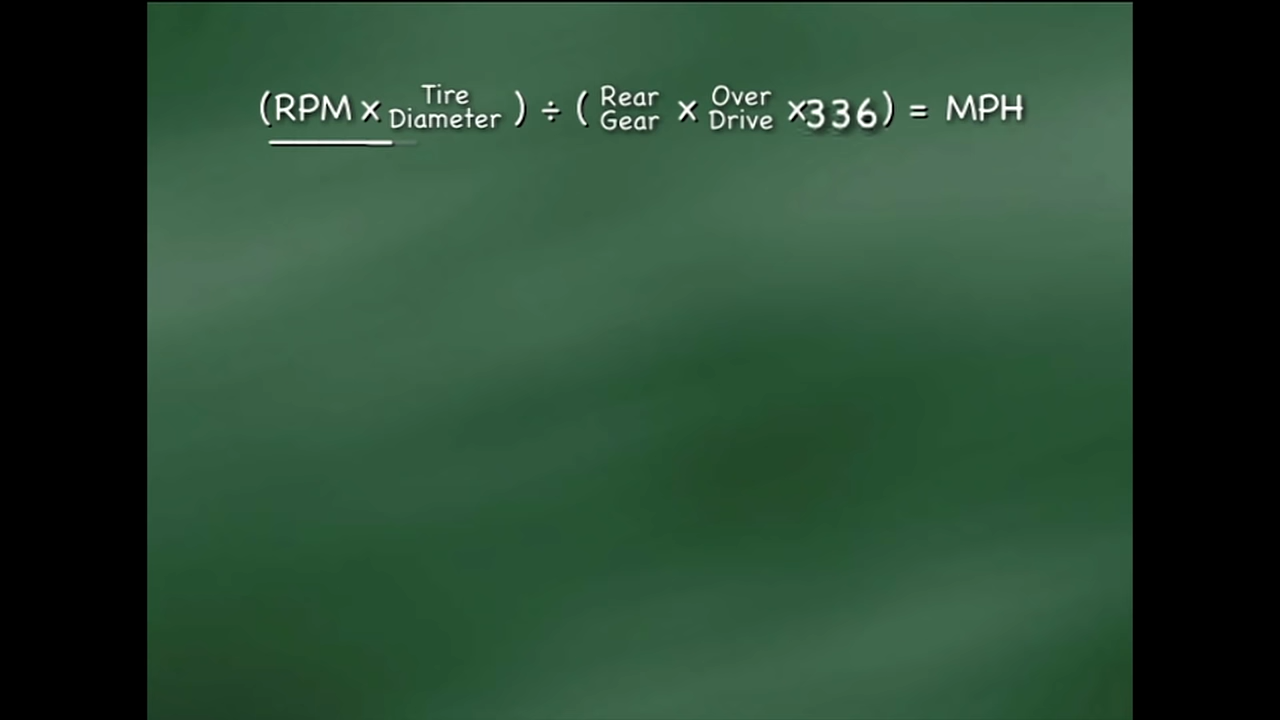 (RPM x Tire Diameter ) ÷ ( Rear Gear x Over Drive x336) = MPH